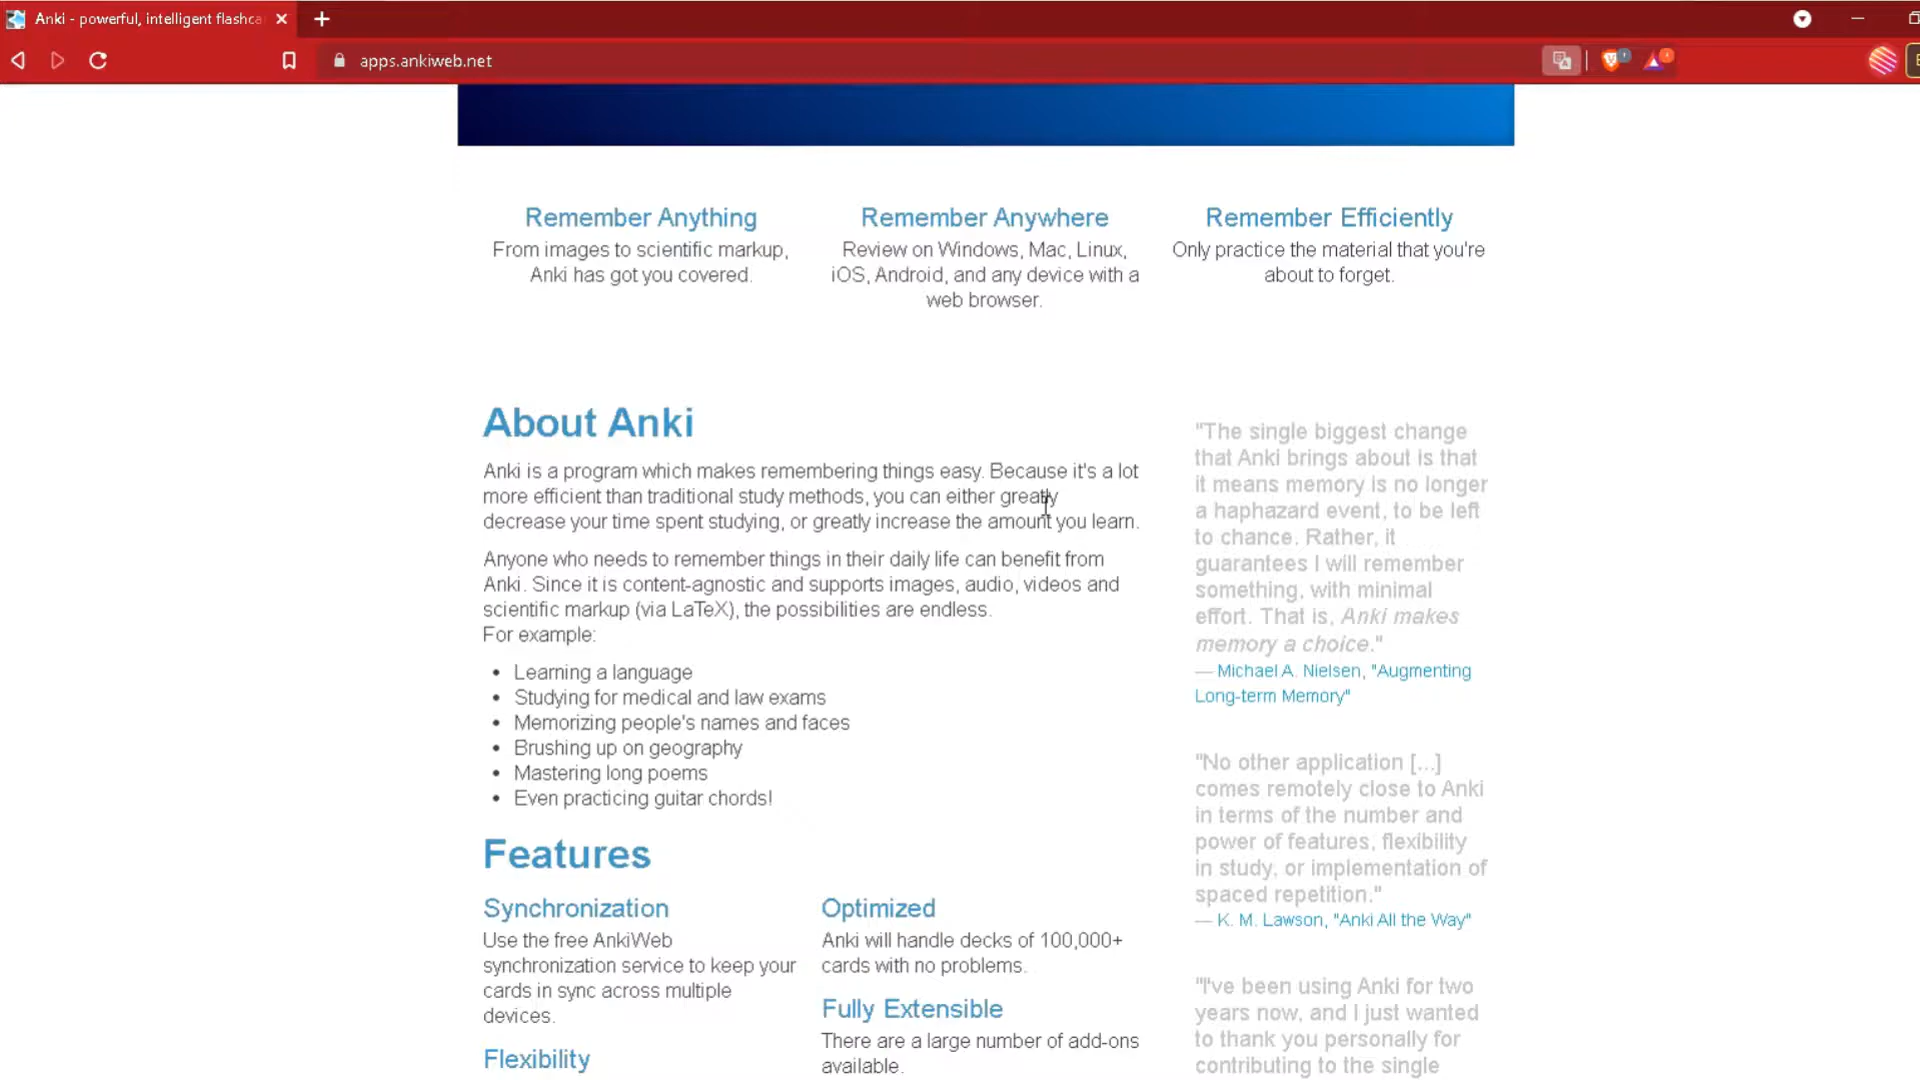 Anki - powerful, intelligent flashca
apps.ankiweb.net
Remember Anything
From images to scientific markup,
Anki has got you covered.
Remember Anywhere
Review on Windows, Mac, Linux,
iOS, Android, and any device with a
web browser.
Remember Efficiently
Only practice the material that you're
about to forget.
About Anki
Anki is a program which makes remembering things easy. Because it's a lot
more efficient than traditional study methods, you can either greatly
decrease your time spent studying, or greatly increase the amount you learn.
Anyone who needs to remember things in their daily life can benefit from
Anki. Since it is content-agnostic and supports images, audio, videos and
scientific markup (via LaTeX), the possibilities are endless.
For example:
• Learning a language
• Studying for medical and law exams
• Memorizing people's names and faces
• Brushing up on geography
• Mastering long poems
• Even practicing guitar chords!
Features
Synchronization
Use the free AnkiWeb
synchronization service to keep your
cards in sync across multiple
devices.
Flexibility
Optimized
Anki will handle decks of 100,000+
cards with no problems.
Fully Extensible
There are a large number of add-ons
available.
"The single biggest change
that Anki brings about is that
it means memory is no longer
a haphazard event, to be left
to chance. Rather, it
guarantees I will remember
something, with minimal
effort. That is, Anki makes
memory a choice."
— Michael A. Nielsen, "Augmenting
Long-term Memory"
"No other application [...]
comes remotely close to Anki
in terms of the number and
power of features, flexibility
in study, or implementation of
spaced repetition."
— K. M. Lawson, "Anki All the Way"
"I've been using Anki for two
years now, and I just wanted
to thank you personally for
contributing to the single